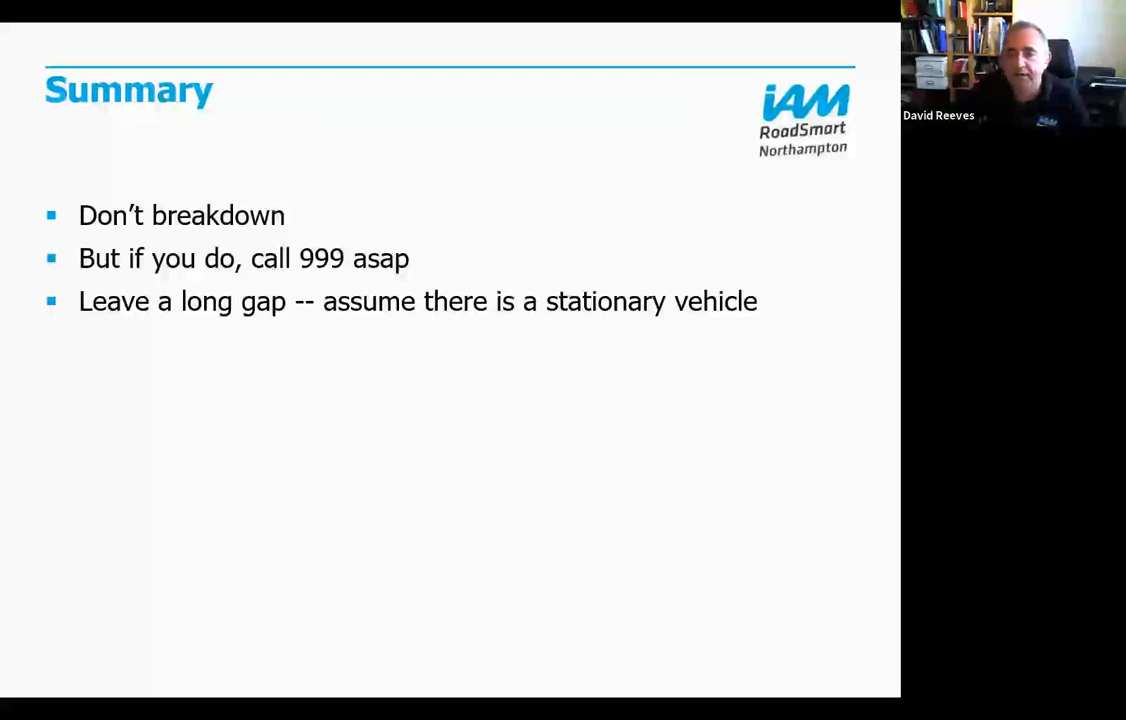 Summary
iAM
RoadSmart
Northampton
David Reeves
Don’t breakdown
But if you do, call 999 asap
Leave a long gap -- assume there is a stationary vehicle